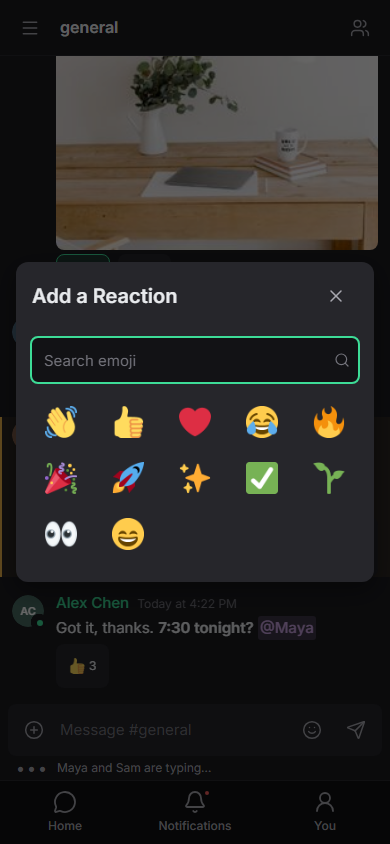 general
Add a Reaction
Search emoji
AC
Alex Chen Today at 4:22 PM
Got it, thanks. 7:30 tonight? @Maya
3
Message #general
Maya and Sam are typing...
Home
Notifications
You